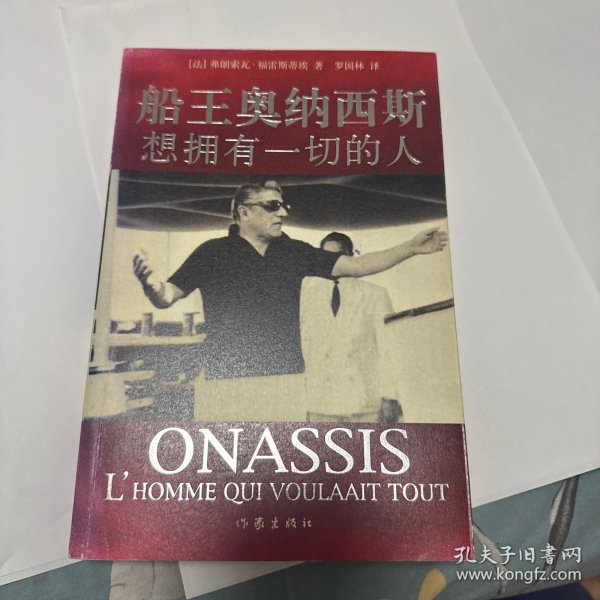 [法] 弗朗索瓦·福雷斯蒂埃 著 罗国林 译
船王奥纳西斯
想拥有一切的人
ONASSIS
L'HOMME QUI VOULAAIT TOUT
作家出版社
孔夫子旧书网
www.kongfz.com